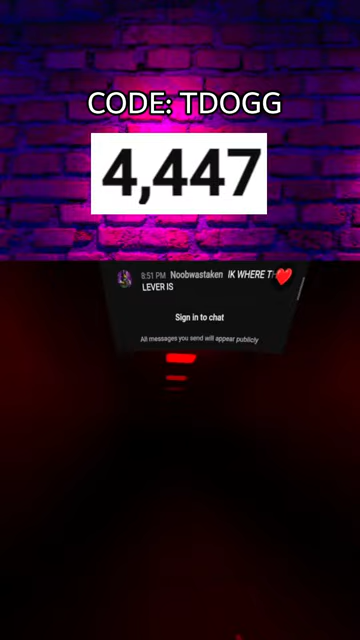 CODE: TDOGG
4,447
8:51 PM Noobwastaken IK WHERE TH
LEVER IS
Sign in to chat
All messages you send will appear publicly